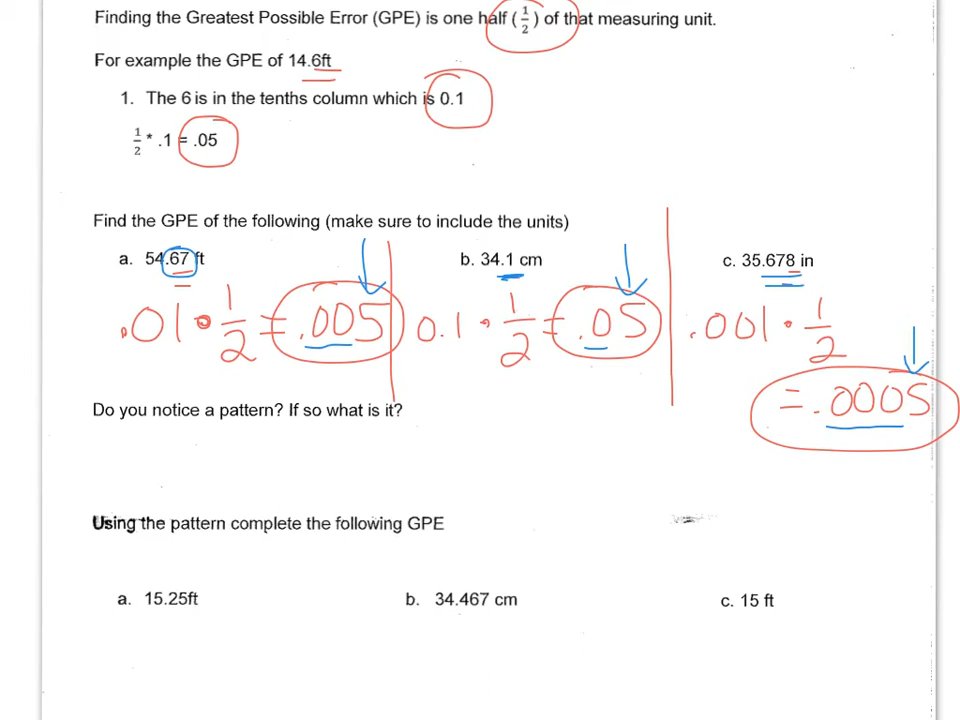 Finding the Greatest Possible Error (GPE) is one half ( 1/2 ) of that measuring unit.
For example the GPE of 14.6ft
1. The 6 is in the tenths column which is 0.1
1/2 * .1 = .05
Find the GPE of the following (make sure to include the units)
a. 54.67 ft b. 34.1 cm c. 35.678 in
.01 · 1/2 = .005 0.1 · 1/2 = .05 .001 · 1/2
= .0005
Do you notice a pattern? If so what is it?
Using the pattern complete the following GPE
a. 15.25ft b. 34.467 cm c. 15 ft